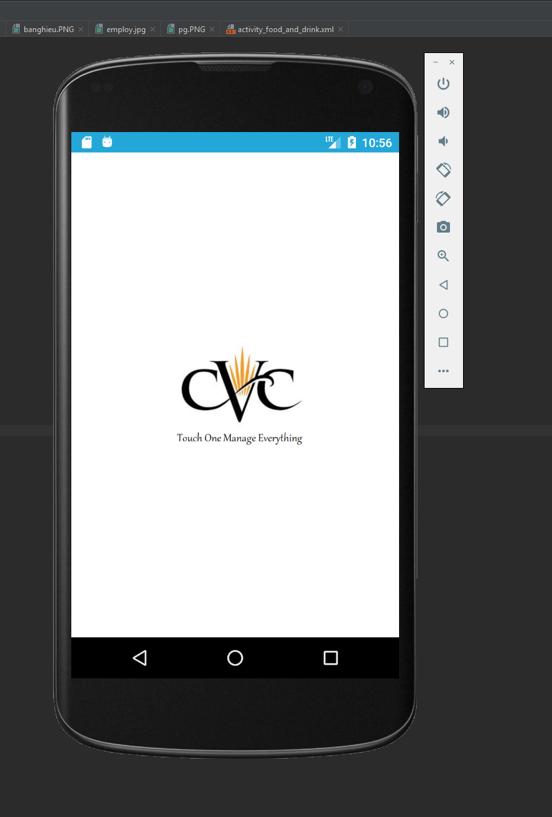 banghieu.PNG employ.jpg pg.PNG activity_food_and_drink.xml
LTE 10:56
CVC
Touch One Manage Everything